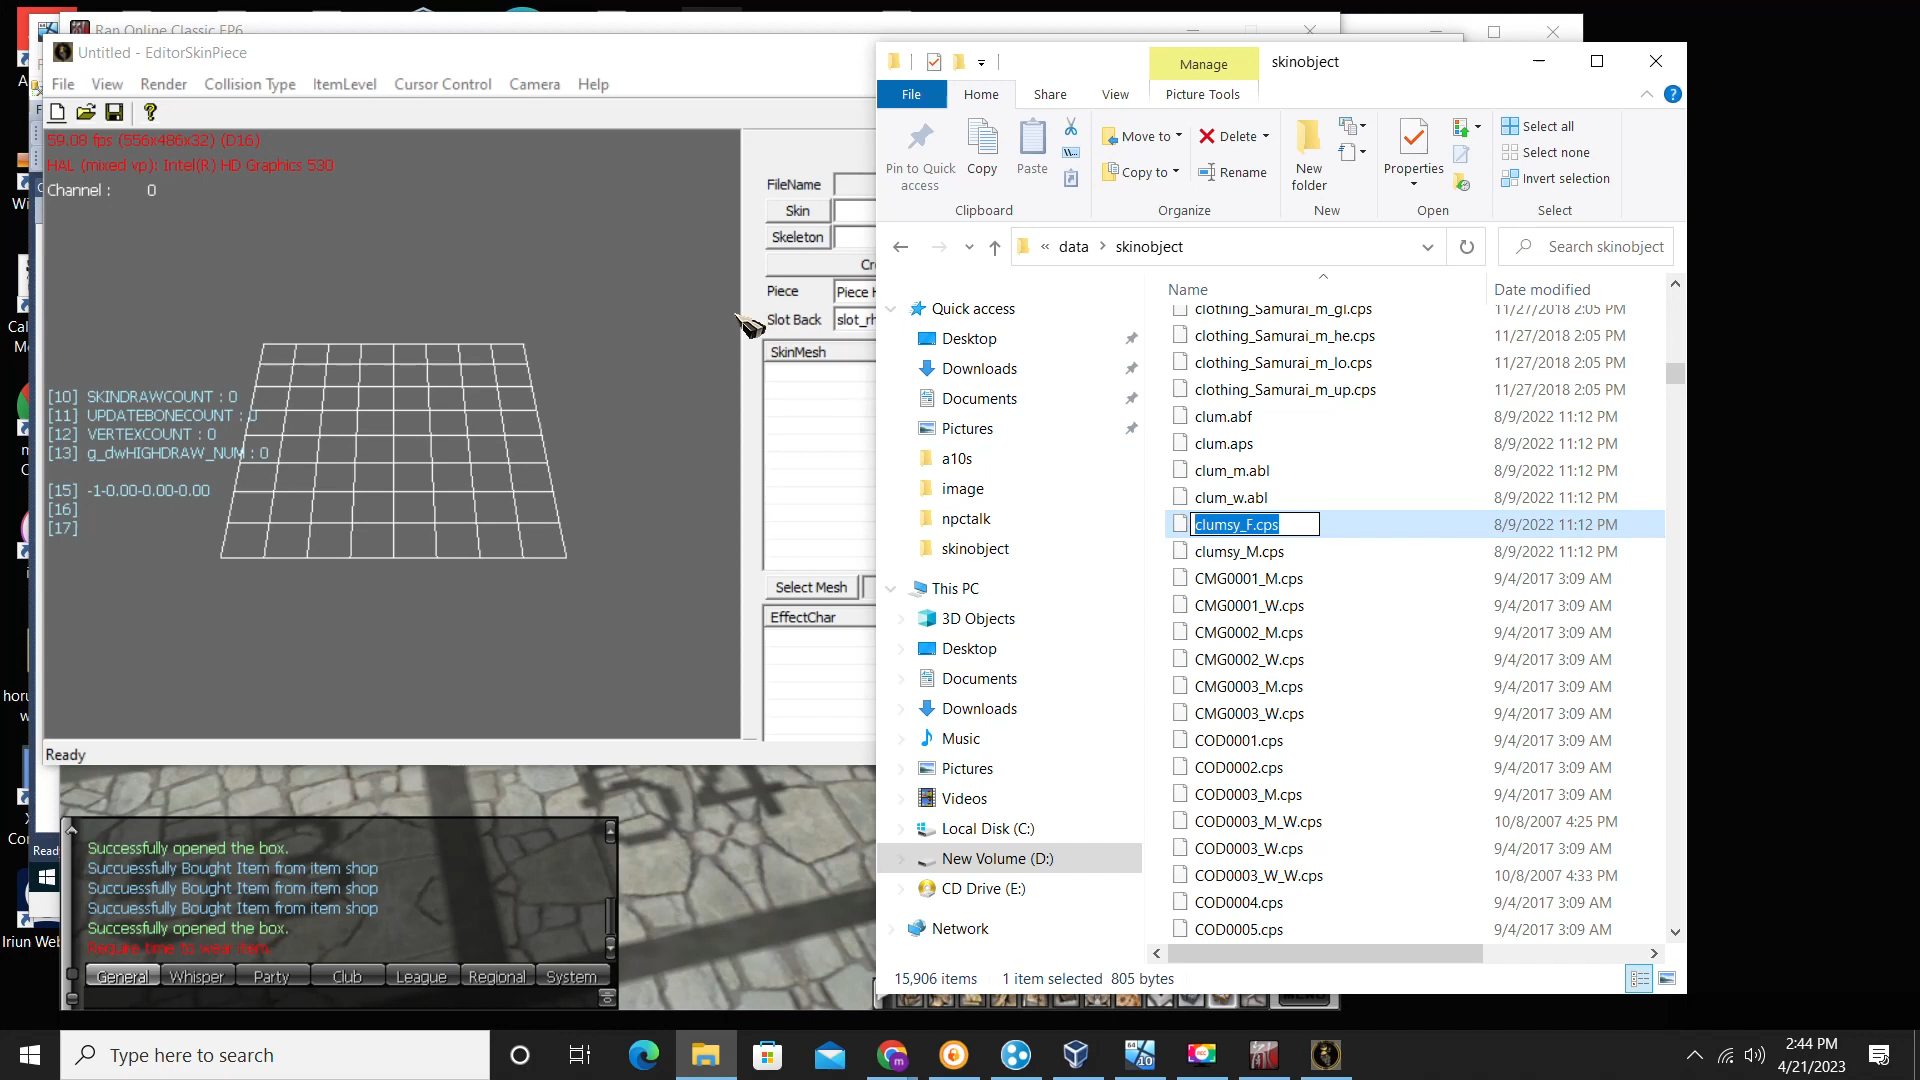 Ran Online Classic EP6
Untitled - EditorSkinPiece
File View Render Collision Type ItemLevel Cursor Control Camera Help
59.08 fps (556x486x32) (D16)
HAL (mixed vp): Intel(R) HD Graphics 530
Channel : 0
[10] SKINDRAWCOUNT : 0
[11] UPDATEBONECOUNT : 0
[12] VERTEXCOUNT : 0
[13] g_dwHIGHDRAW_NUM : 0
[15] -1-0.00-0.00-0.00
[16]
[17]
Ready
FileName
Skin
Skeleton
Piece
Slot Back slot_rh
SkinMesh
Select Mesh
EffectChar
Manage skinobject
File Home Share View Picture Tools
Pin to Quick access
Copy
Paste
Clipboard
Move to
Copy to
Delete
Rename
Organize
New folder
New
Properties
Open
Select all
Select none
Invert selection
Select
« data > skinobject
Search skinobject
Quick access
Desktop
Downloads
Documents
Pictures
a10s
image
npctalk
skinobject
This PC
3D Objects
Desktop
Documents
Downloads
Music
Pictures
Videos
Local Disk (C:)
New Volume (D:)
CD Drive (E:)
Network
Name Date modified
clothing_Samurai_m_gl.cps 11/27/2018 2:05 PM
clothing_Samurai_m_he.cps 11/27/2018 2:05 PM
clothing_Samurai_m_lo.cps 11/27/2018 2:05 PM
clothing_Samurai_m_up.cps 11/27/2018 2:05 PM
clum.abf 8/9/2022 11:12 PM
clum.aps 8/9/2022 11:12 PM
clum_m.abl 8/9/2022 11:12 PM
clum_w.abl 8/9/2022 11:12 PM
clumsy_F.cps 8/9/2022 11:12 PM
clumsy_M.cps 8/9/2022 11:12 PM
CMG0001_M.cps 9/4/2017 3:09 AM
CMG0001_W.cps 9/4/2017 3:09 AM
CMG0002_M.cps 9/4/2017 3:09 AM
CMG0002_W.cps 9/4/2017 3:09 AM
CMG0003_M.cps 9/4/2017 3:09 AM
CMG0003_W.cps 9/4/2017 3:09 AM
COD0001.cps 9/4/2017 3:09 AM
COD0002.cps 9/4/2017 3:09 AM
COD0003_M.cps 9/4/2017 3:09 AM
COD0003_M_W.cps 10/8/2007 4:25 PM
COD0003_W.cps 9/4/2017 3:09 AM
COD0003_W_W.cps 10/8/2007 4:33 PM
COD0004.cps 9/4/2017 3:09 AM
COD0005.cps 9/4/2017 3:09 AM
15,906 items 1 item selected 805 bytes
Successfully opened the box.
Succuessfully Bought Item from item shop
Succuessfully Bought Item from item shop
Succuessfully Bought Item from item shop
Successfully opened the box.
Require time to wear item.
General Whisper Party Club League Regional System
54
Read
Iriun Web
Type here to search
2:44 PM
4/21/2023